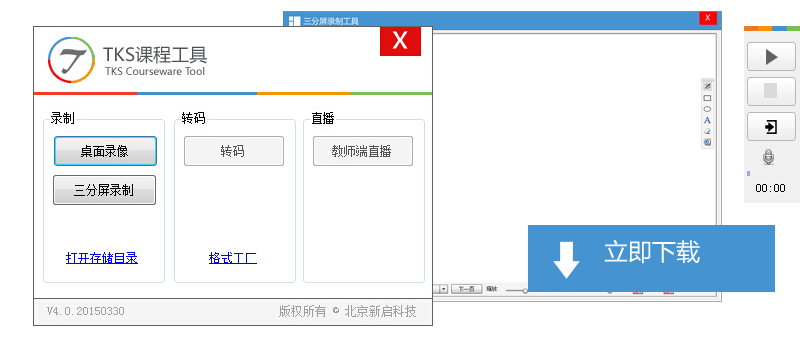 三分屏录制工具
X
TKS课程工具
TKS Courseware Tool
X
录制
转码
直播
桌面录像
转码
教师端直播
三分屏录制
打开存储目录
格式工厂
V4.0.20150330
版权所有 © 北京新启科技
A
下一页
缩放
立即下载
00:00